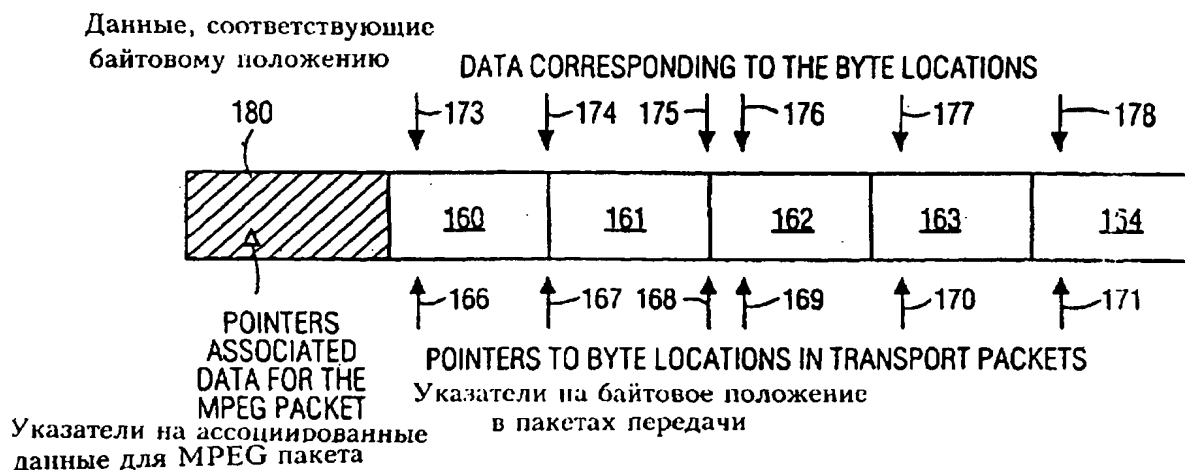 Данные, соответствующие
байтовому положению
DATA CORRESPONDING TO THE BYTE LOCATIONS
180
173
174
175
176
177
178
160
161
162
163
164
166
167
168
169
170
171
POINTERS
ASSOCIATED
DATA FOR THE
MPEG PACKET
POINTERS TO BYTE LOCATIONS IN TRANSPORT PACKETS
Указатели на байтовое положение
в пакетах передачи
Указатели на ассоциированные
данные для MPEG пакета